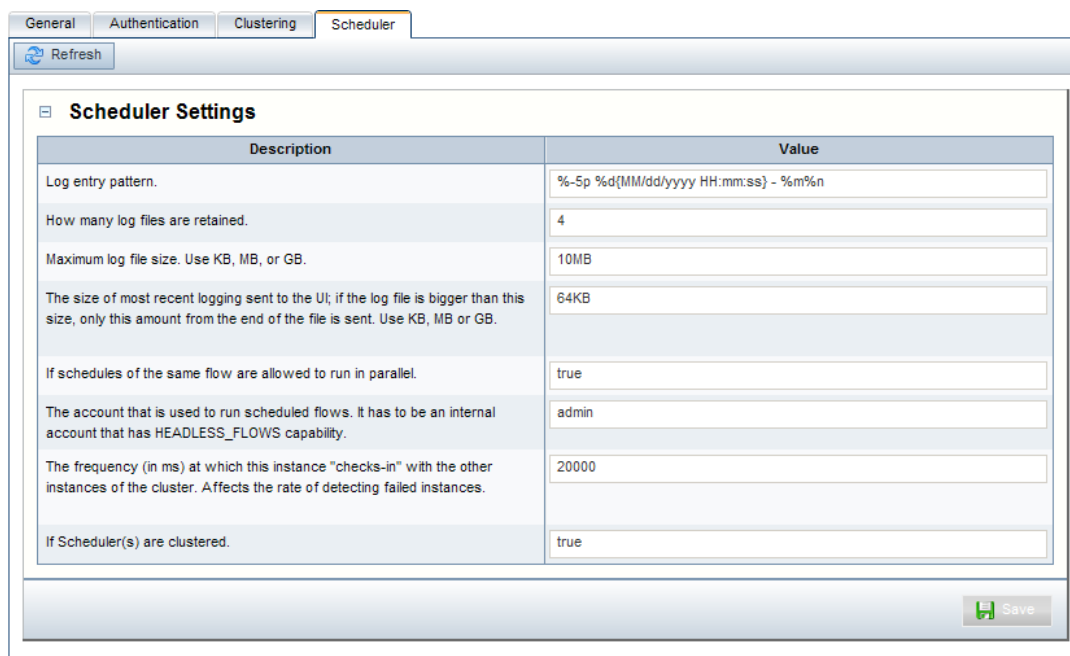 General Authentication Clustering Scheduler
Refresh
Scheduler Settings
Description Value
Log entry pattern. %-5p %d{MM/dd/yyyy HH:mm:ss} - %m%n
How many log files are retained. 4
Maximum log file size. Use KB, MB, or GB. 10MB
The size of most recent logging sent to the UI; if the log file is bigger than this 64KB
size, only this amount from the end of the file is sent. Use KB, MB or GB.
If schedules of the same flow are allowed to run in parallel. true
The account that is used to run scheduled flows. It has to be an internal admin
account that has HEADLESS_FLOWS capability.
The frequency (in ms) at which this instance "checks-in" with the other 20000
instances of the cluster. Affects the rate of detecting failed instances.
If Scheduler(s) are clustered. true
Save